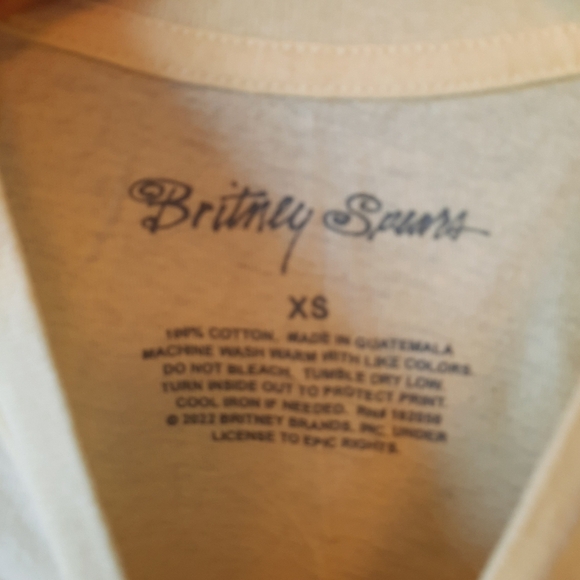 Britney Spears
XS
100% COTTON. MADE IN GUATEMALA
MACHINE WASH WARM WITH LIKE COLORS.
DO NOT BLEACH. TUMBLE DRY LOW.
TURN INSIDE OUT TO PROTECT PRINT.
COOL IRON IF NEEDED. Rn#
© 2022 BRITNEY BRANDS, INC. UNDER
LICENSE TO EPIC RIGHTS.